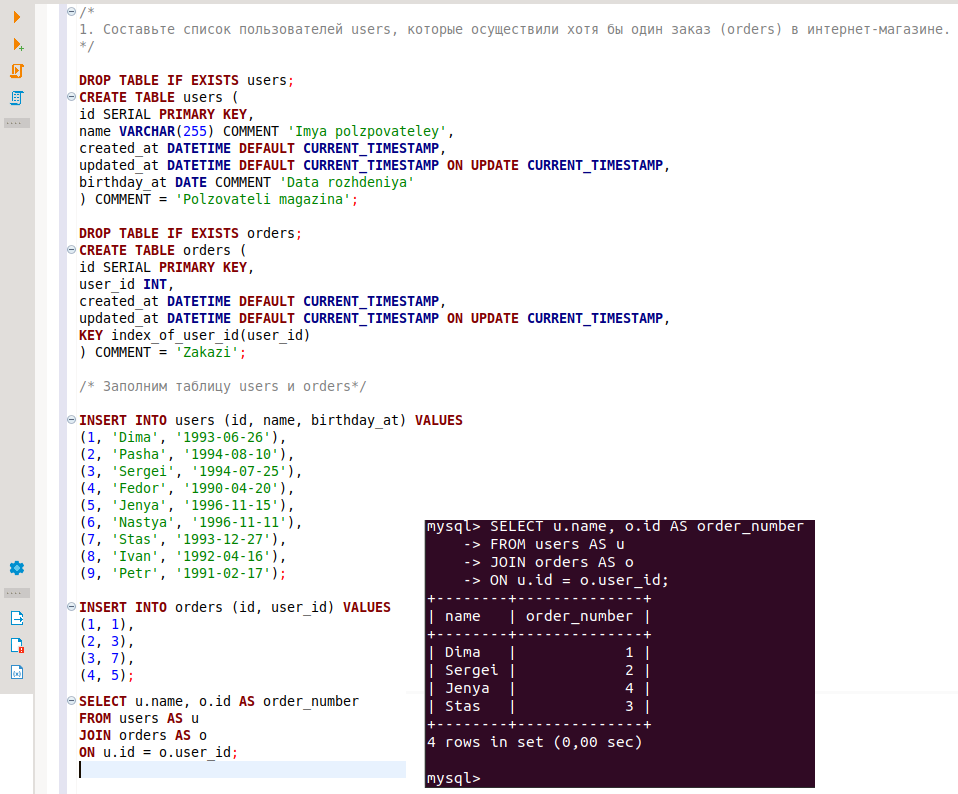 /*
1. Составьте список пользователей users, которые осуществили хотя бы один заказ (orders) в интернет-магазине.
*/
DROP TABLE IF EXISTS users;
CREATE TABLE users (
id SERIAL PRIMARY KEY,
name VARCHAR(255) COMMENT 'Imya polzpovateley',
created_at DATETIME DEFAULT CURRENT_TIMESTAMP,
updated_at DATETIME DEFAULT CURRENT_TIMESTAMP ON UPDATE CURRENT_TIMESTAMP,
birthday_at DATE COMMENT 'Data rozhdeniya'
) COMMENT = 'Polzovateli magazina';
DROP TABLE IF EXISTS orders;
CREATE TABLE orders (
id SERIAL PRIMARY KEY,
user_id INT,
created_at DATETIME DEFAULT CURRENT_TIMESTAMP,
updated_at DATETIME DEFAULT CURRENT_TIMESTAMP ON UPDATE CURRENT_TIMESTAMP,
KEY index_of_user_id(user_id)
) COMMENT = 'Zakazi';
/* Заполним таблицу users и orders*/
INSERT INTO users (id, name, birthday_at) VALUES
(1, 'Dima', '1993-06-26'),
(2, 'Pasha', '1994-08-10'),
(3, 'Sergei', '1994-07-25'),
(4, 'Fedor', '1990-04-20'),
(5, 'Jenya', '1996-11-15'),
(6, 'Nastya', '1996-11-11'),
(7, 'Stas', '1993-12-27'),
(8, 'Ivan', '1992-04-16'),
(9, 'Petr', '1991-02-17');
INSERT INTO orders (id, user_id) VALUES
(1, 1),
(2, 3),
(3, 7),
(4, 5);
SELECT u.name, o.id AS order_number
FROM users AS u
JOIN orders AS o
ON u.id = o.user_id;
mysql> SELECT u.name, o.id AS order_number
    -> FROM users AS u
    -> JOIN orders AS o
    -> ON u.id = o.user_id;
+--------+--------------+
| name   | order_number |
+--------+--------------+
| Dima   |            1 |
| Sergei |            2 |
| Jenya  |            4 |
| Stas   |            3 |
+--------+--------------+
4 rows in set (0,00 sec)
mysql>